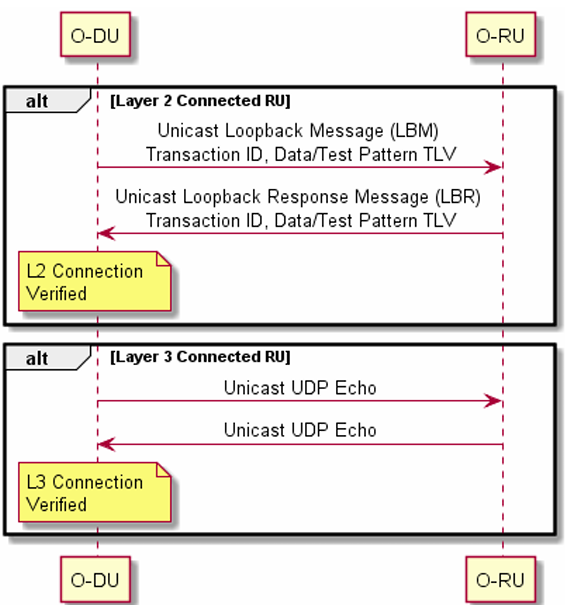 O-DU
O-RU
alt
[Layer 2 Connected RU]
Unicast Loopback Message (LBM)
Transaction ID, Data/Test Pattern TLV
Unicast Loopback Response Message (LBR)
Transaction ID, Data/Test Pattern TLV
L2 Connection
Verified
alt
[Layer 3 Connected RU]
Unicast UDP Echo
Unicast UDP Echo
L3 Connection
Verified
O-DU
O-RU